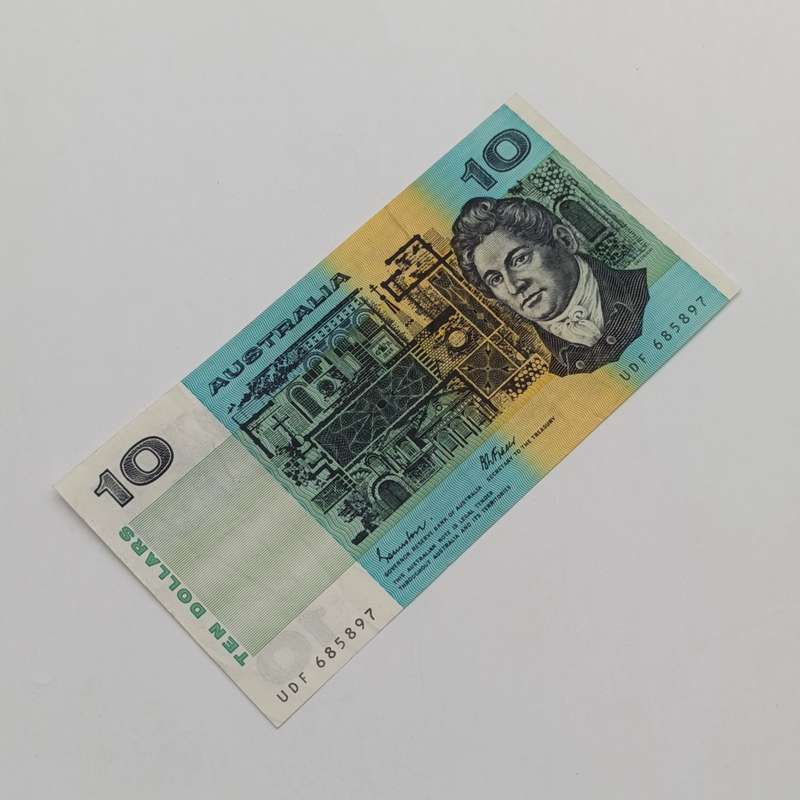 10
AUSTRALIA
10
TEN DOLLARS
GOVERNOR RESERVE BANK OF AUSTRALIA
SECRETARY TO THE TREASURY
THIS AUSTRALIAN NOTE IS LEGAL TENDER
THROUGHOUT AUSTRALIA AND ITS TERRITORIES
UDF 685897
UDF 685897